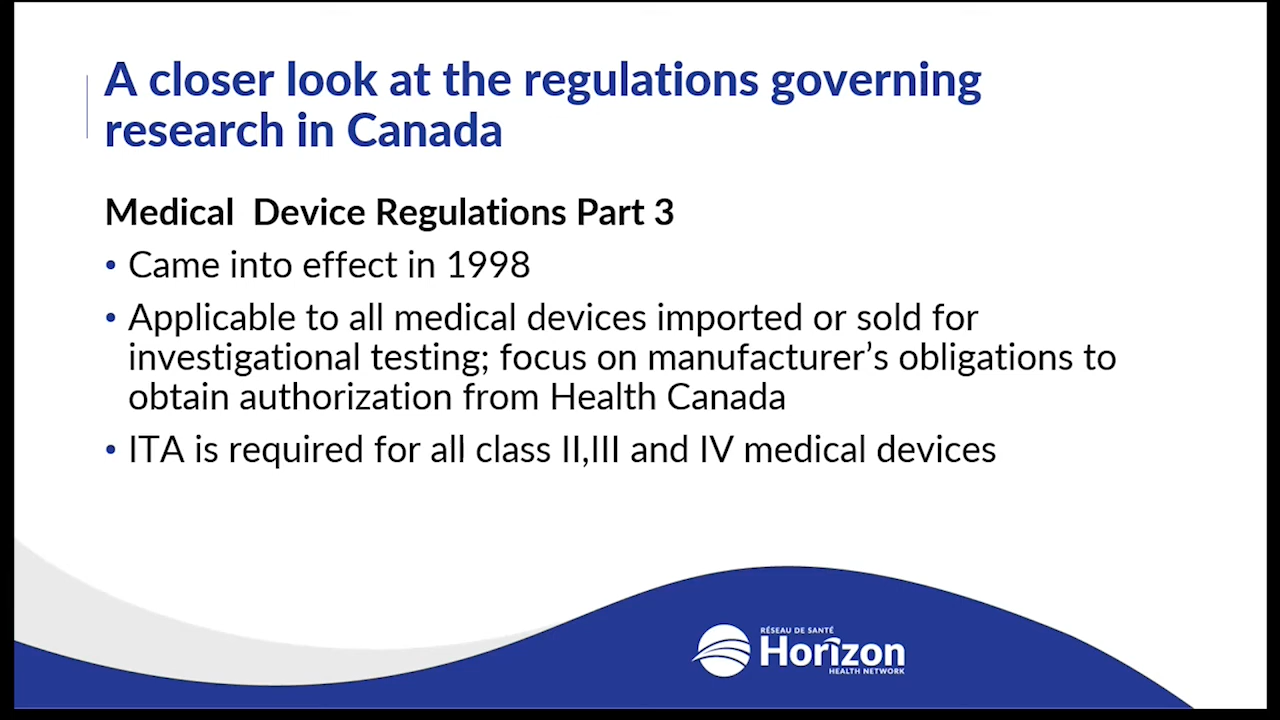 A closer look at the regulations governing
research in Canada
Medical  Device Regulations Part 3
• Came into effect in 1998
• Applicable to all medical devices imported or sold for
investigational testing; focus on manufacturer’s obligations to
obtain authorization from Health Canada
• ITA is required for all class II,III and IV medical devices
RÉSEAU DE SANTÉ
Horizon
HEALTH NETWORK